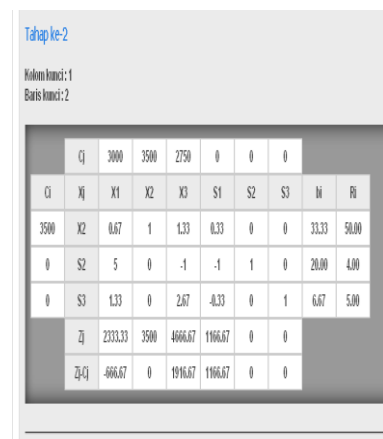 Tahap ke-2
Kolom kunci : 1
Baris kunci : 2
Cj 3000 3500 2750 0 0 0
Ci Xj X1 X2 X3 S1 S2 S3 bi Ri
3500 X2 0.67 1 1.33 0.33 0 0 33.33 50.00
0 S2 5 0 -1 -1 1 0 20.00 4.00
0 S3 1.33 0 2.67 -0.33 0 1 6.67 5.00
Zj 2333.33 3500 4666.67 1166.67 0 0
Zj-Cj -666.67 0 1916.67 1166.67 0 0